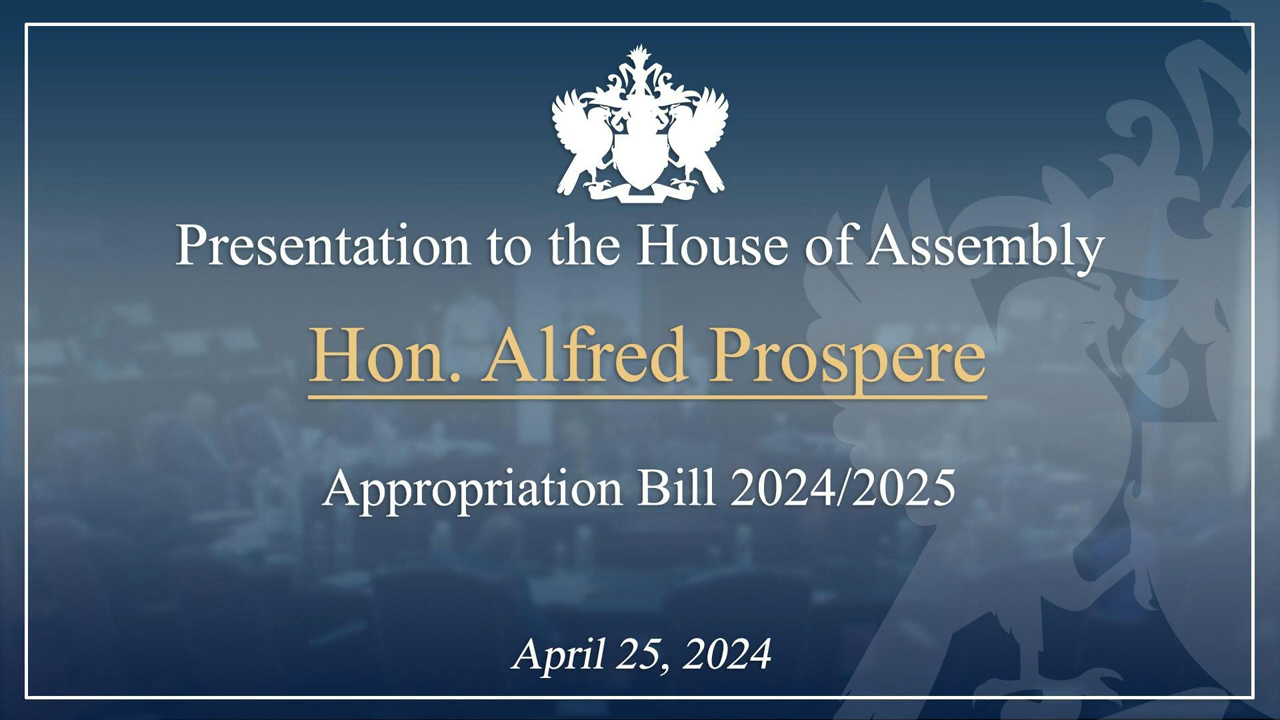 Presentation to the House of Assembly
Hon. Alfred Prospere
Appropriation Bill 2024/2025
April 25, 2024